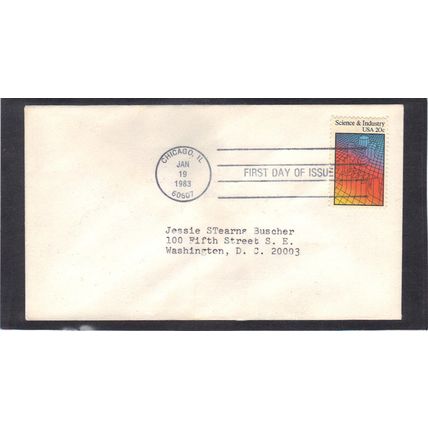 Science & Industry
USA 20c
CHICAGO, IL
JAN
19
1983
60607
FIRST DAY OF ISSUE
Jessie STearns Buscher
100 Fifth Street S. E.
Washington, D. C. 20003